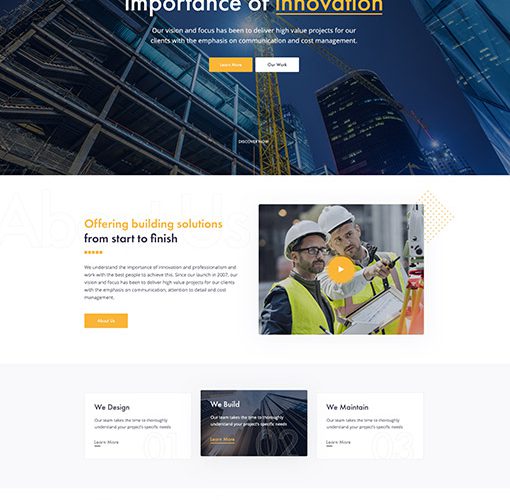 importance of innovation
Our vision and focus has been to deliver high value projects for our
clients with the emphasis on communication and cost management.
Learn More
Our Work
DISCOVER NOW
About Us
Offering building solutions
from start to finish
We understand the importance of innovation and professionalism and
work with the best people to achieve this. Since our launch in 2007, our
vision and focus has been to deliver high value projects for our clients
with the emphasis on communication, attention to detail and cost
management.
About Us
We Design
Our team takes the time to thoroughly
understand your project's specific needs
Learn More
01
We Build
Our team takes the time to thoroughly
understand your project's specific needs
Learn More
02
We Maintain
Our team takes the time to thoroughly
understand your project's specific needs
Learn More
03